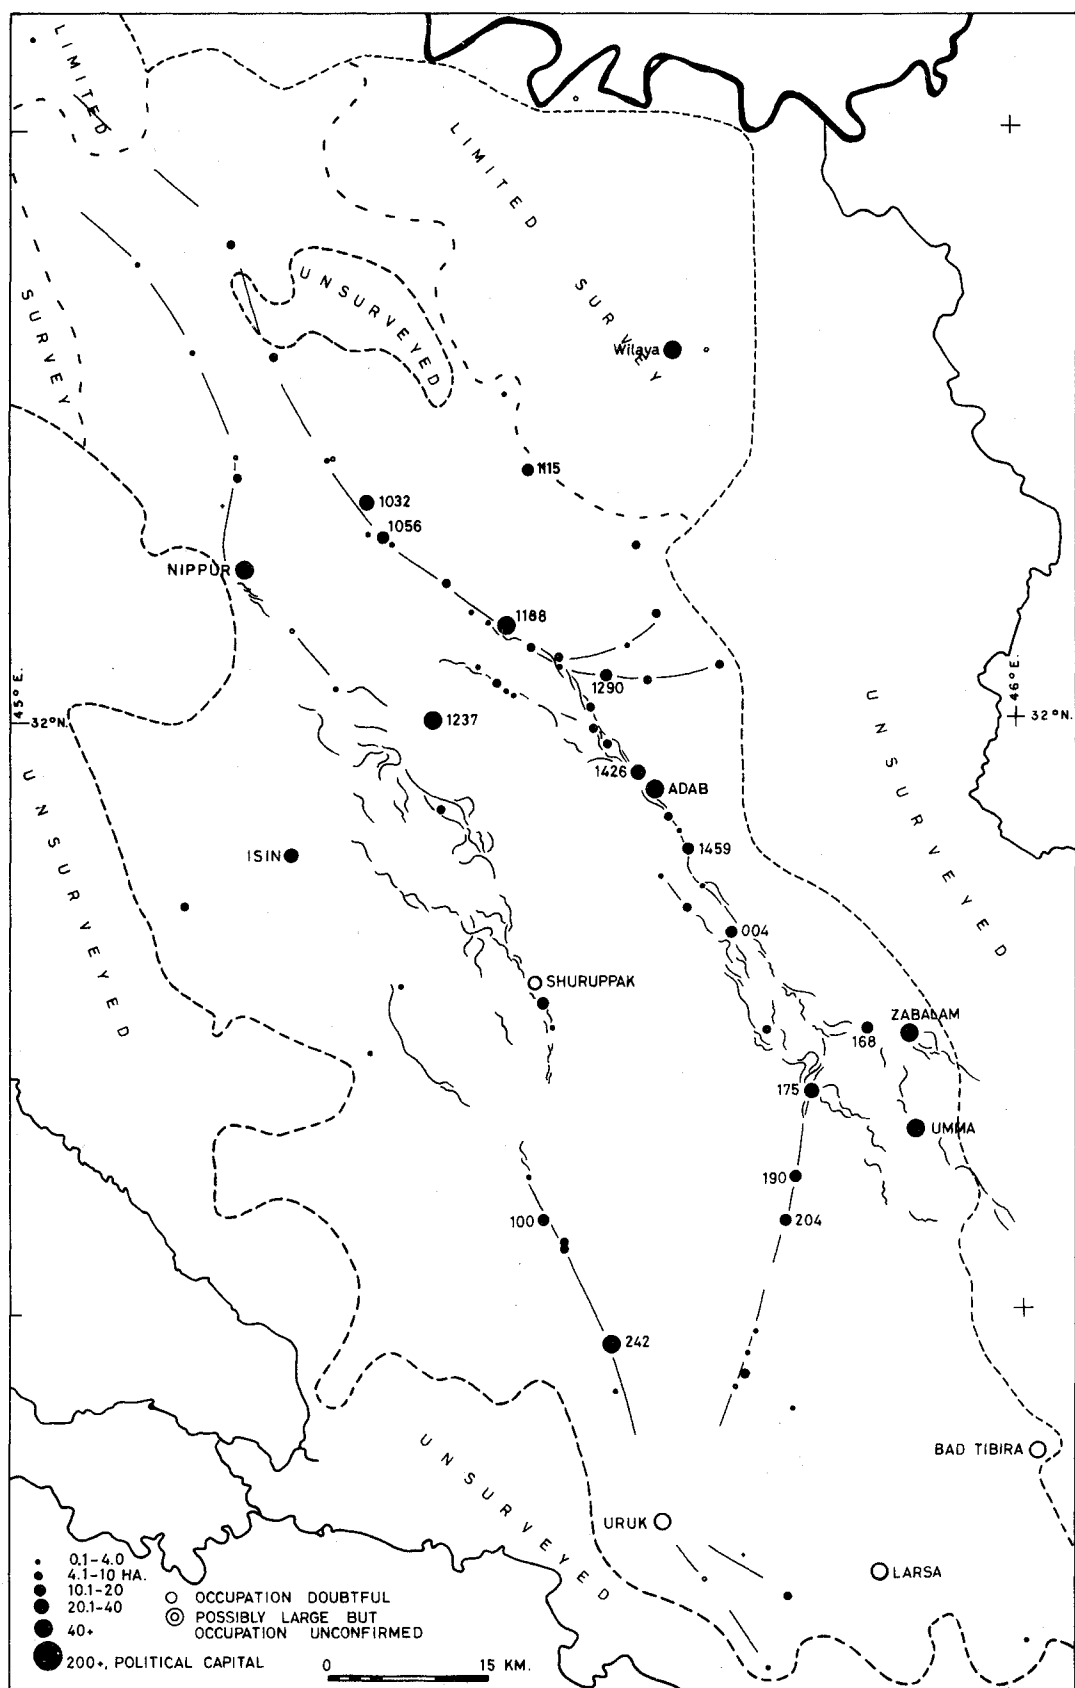 LIMITED
SURVEY
LIMITED
SURVEY
UNSURVEYED
Wilaya
1115
1032
1056
NIPPUR
1188
1290
45°E.
32°N.
46°E.
32°N.
1237
1426
ADAB
UNSURVEYED
UNSURVEYED
ISIN
1459
004
SHURUPPAK
ZABALAM
168
175
UMMA
190
100
204
242
UNSURVEYED
BAD TIBIRA
URUK
LARSA
0.1–4.0
4.1–10 HA.
10.1–20
20.1–40
40+
200+, POLITICAL CAPITAL
OCCUPATION DOUBTFUL
POSSIBLY LARGE BUT
OCCUPATION UNCONFIRMED
0 15 KM.